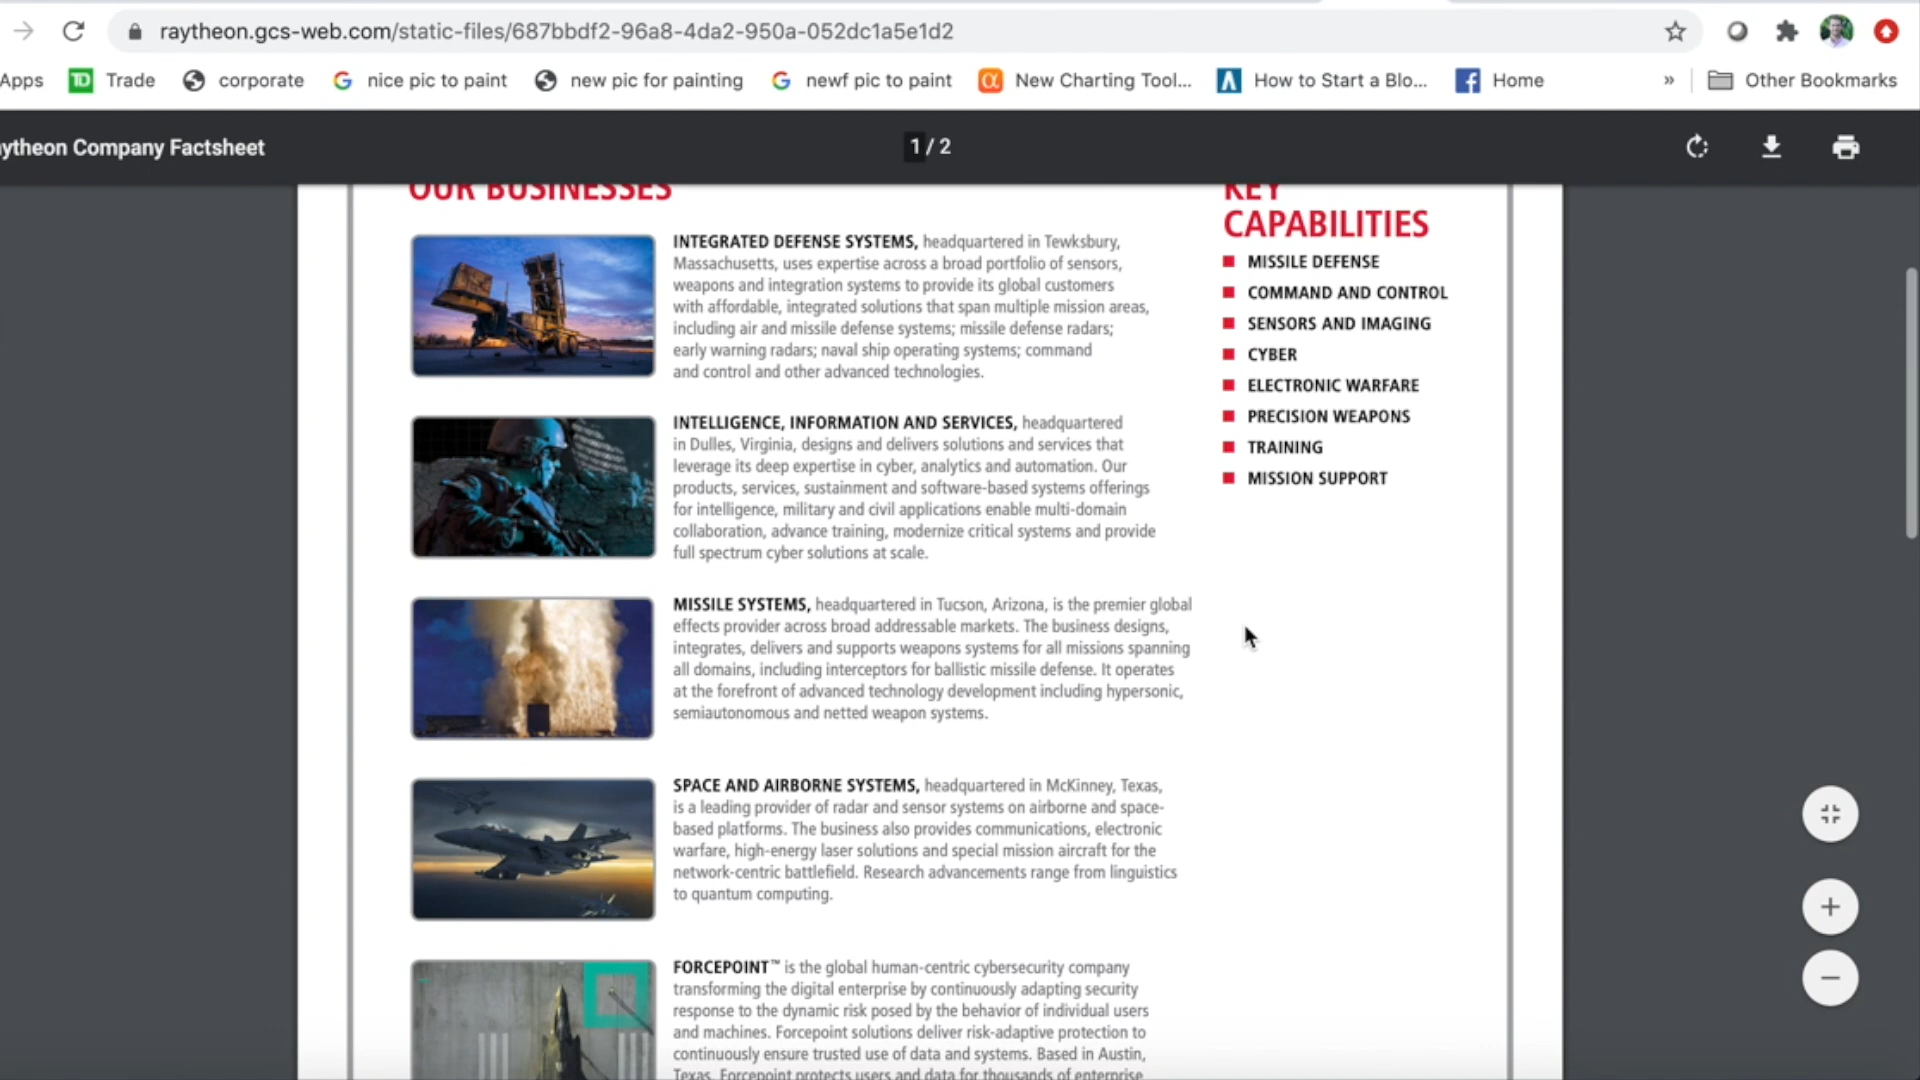 raytheon.gcs-web.com/static-files/687bbdf2-96a8-4da2-950a-052dc1a5e1d2
Apps Trade corporate nice pic to paint new pic for painting newf pic to paint New Charting Tool... How to Start a Blo... Home » Other Bookmarks
ytheon Company Factsheet
1 / 2
OUR BUSINESSES
INTEGRATED DEFENSE SYSTEMS, headquartered in Tewksbury,
Massachusetts, uses expertise across a broad portfolio of sensors,
weapons and integration systems to provide its global customers
with affordable, integrated solutions that span multiple mission areas,
including air and missile defense systems; missile defense radars;
early warning radars; naval ship operating systems; command
and control and other advanced technologies.
INTELLIGENCE, INFORMATION AND SERVICES, headquartered
in Dulles, Virginia, designs and delivers solutions and services that
leverage its deep expertise in cyber, analytics and automation. Our
products, services, sustainment and software-based systems offerings
for intelligence, military and civil applications enable multi-domain
collaboration, advance training, modernize critical systems and provide
full spectrum cyber solutions at scale.
MISSILE SYSTEMS, headquartered in Tucson, Arizona, is the premier global
effects provider across broad addressable markets. The business designs,
integrates, delivers and supports weapons systems for all missions spanning
all domains, including interceptors for ballistic missile defense. It operates
at the forefront of advanced technology development including hypersonic,
semiautonomous and netted weapon systems.
SPACE AND AIRBORNE SYSTEMS, headquartered in McKinney, Texas,
is a leading provider of radar and sensor systems on airborne and space-
based platforms. The business also provides communications, electronic
warfare, high-energy laser solutions and special mission aircraft for the
network-centric battlefield. Research advancements range from linguistics
to quantum computing.
FORCEPOINT™ is the global human-centric cybersecurity company
transforming the digital enterprise by continuously adapting security
response to the dynamic risk posed by the behavior of individual users
and machines. Forcepoint solutions deliver risk-adaptive protection to
continuously ensure trusted use of data and systems. Based in Austin,
Texas, Forcepoint protects users and data for thousands of enterprise
KEY
CAPABILITIES
MISSILE DEFENSE
COMMAND AND CONTROL
SENSORS AND IMAGING
CYBER
ELECTRONIC WARFARE
PRECISION WEAPONS
TRAINING
MISSION SUPPORT